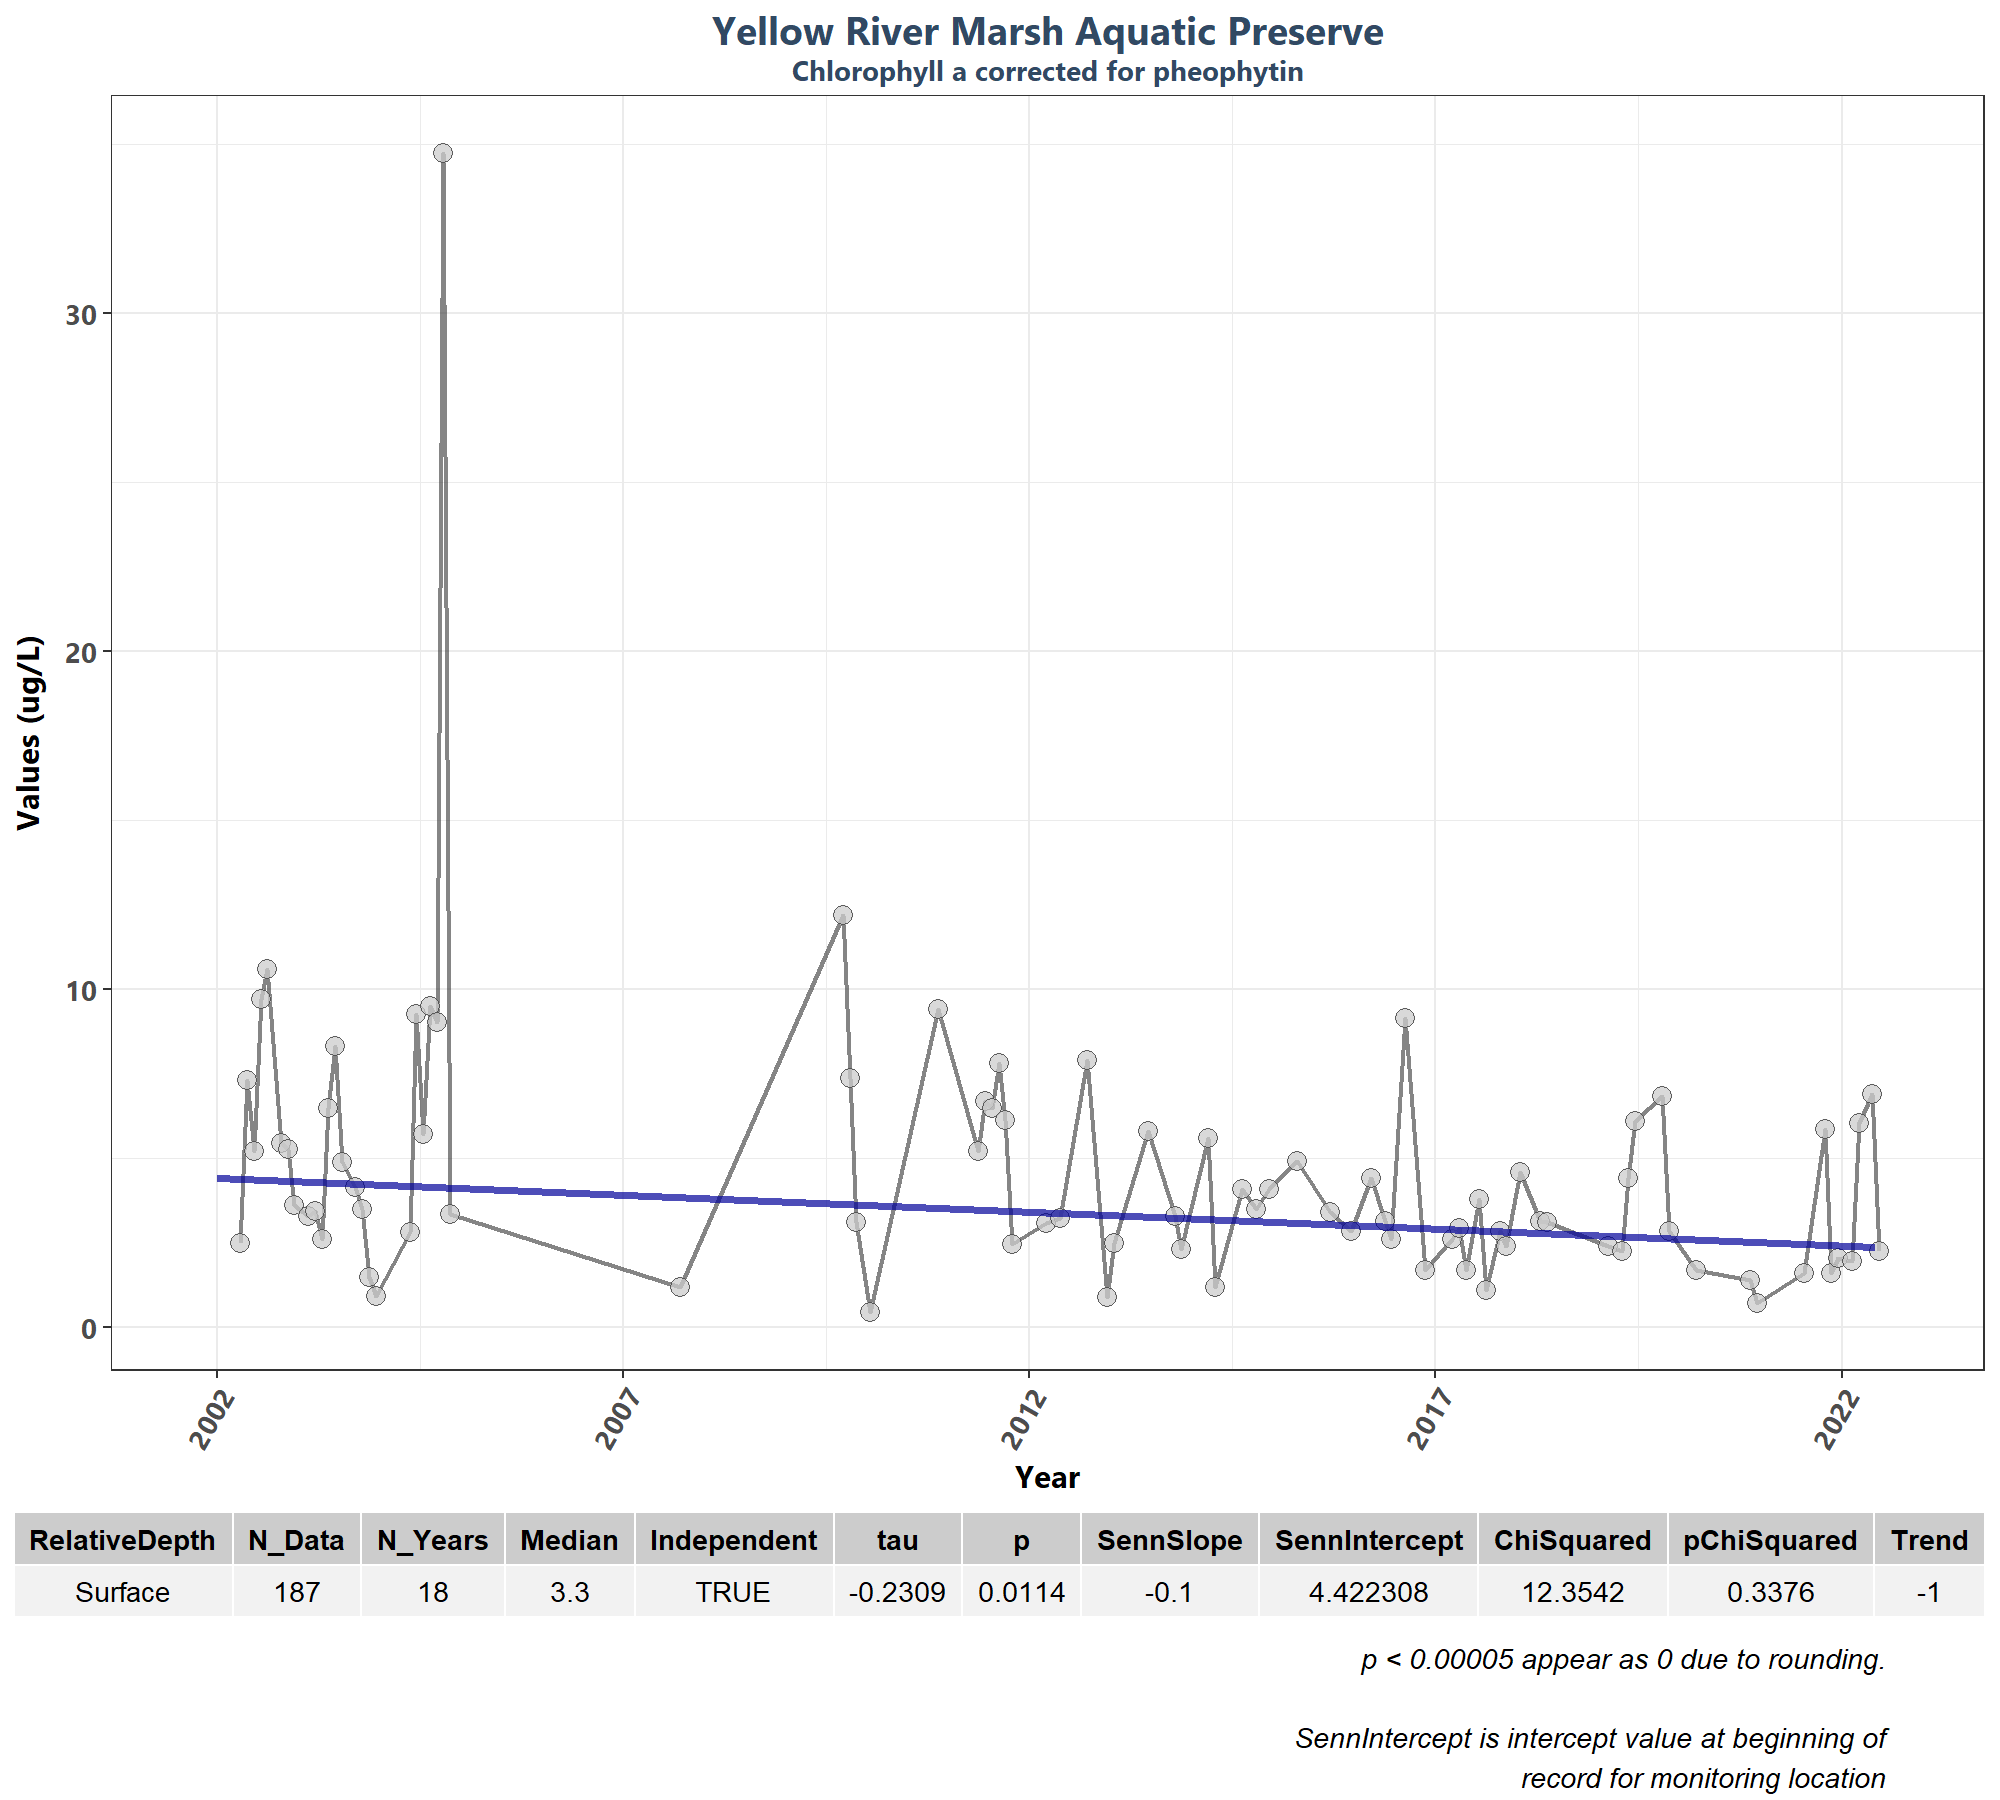 Yellow River Marsh Aquatic Preserve
Chlorophyll a corrected for pheophytin
Values (ug/L)
30
20
10
0
2002 2007 2012 2017 2022
Year
RelativeDepth N_Data N_Years Median Independent tau p SennSlope SennIntercept ChiSquared pChiSquared Trend
Surface 187 18 3.3 TRUE -0.2309 0.0114 -0.1 4.422308 12.3542 0.3376 -1
p < 0.00005 appear as 0 due to rounding.
SennIntercept is intercept value at beginning of
record for monitoring location